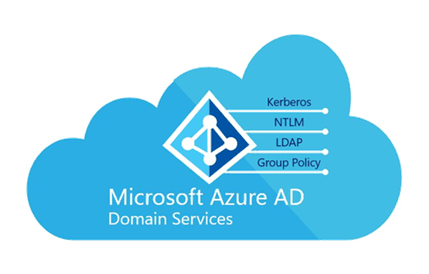 Kerberos
NTLM
LDAP
Group Policy
Microsoft Azure AD
Domain Services